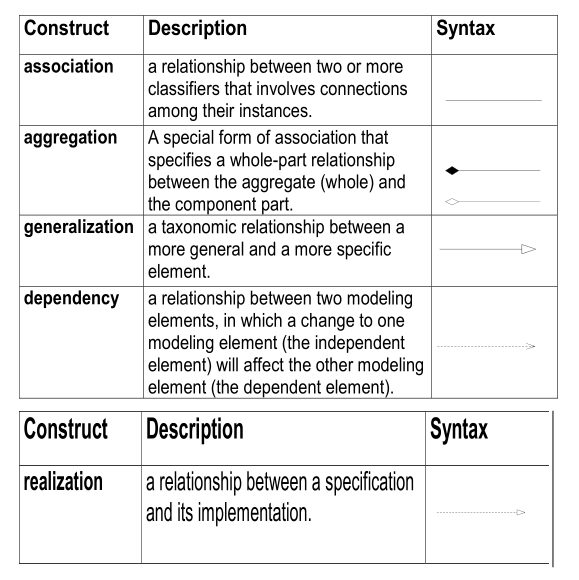 Construct Description Syntax
association a relationship between two or more
classifiers that involves connections
among their instances.
aggregation A special form of association that
specifies a whole-part relationship
between the aggregate (whole) and
the component part.
generalization a taxonomic relationship between a
more general and a more specific
element.
dependency a relationship between two modeling
elements, in which a change to one
modeling element (the independent
element) will affect the other modeling
element (the dependent element).
Construct Description Syntax
realization a relationship between a specification
and its implementation.